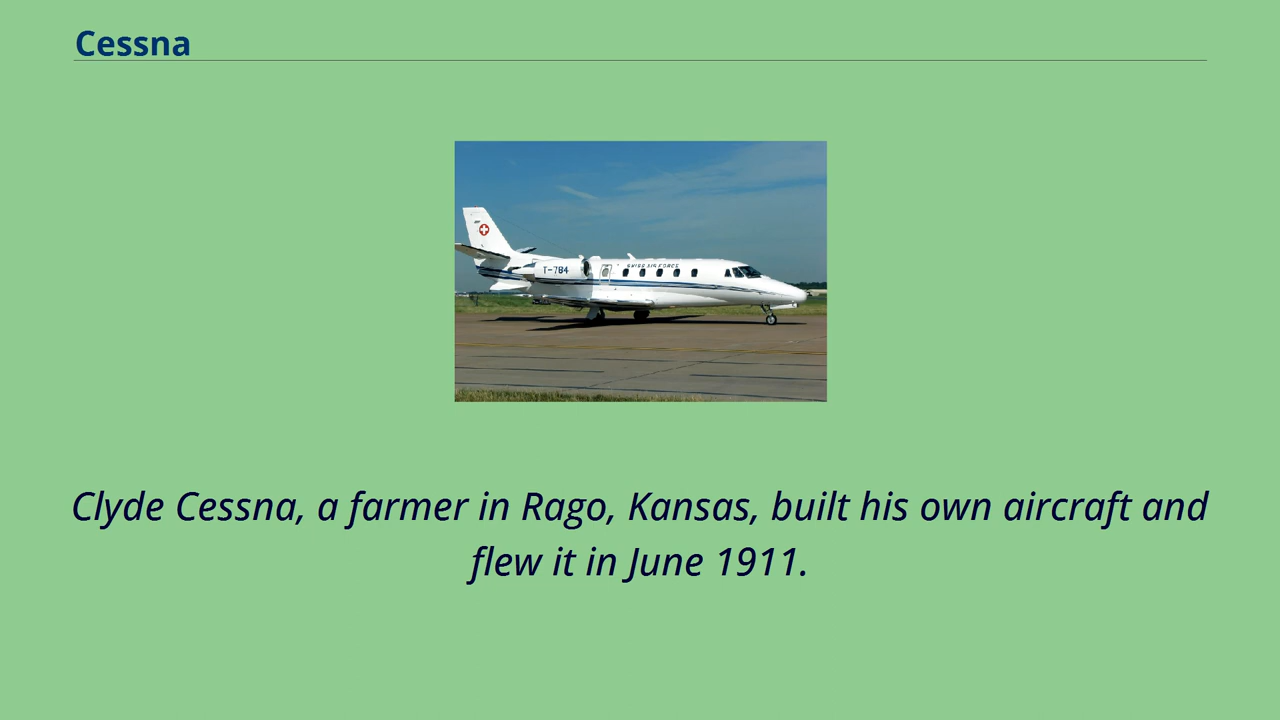 Cessna
T-784
SWISS AIR FORCE
Clyde Cessna, a farmer in Rago, Kansas, built his own aircraft and
flew it in June 1911.